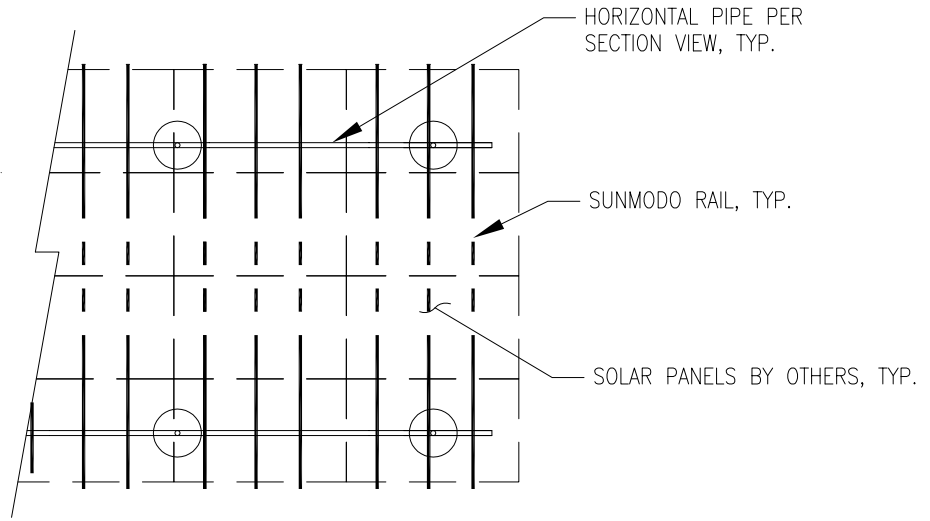 HORIZONTAL PIPE PER
SECTION VIEW, TYP.
SUNMODO RAIL, TYP.
SOLAR PANELS BY OTHERS, TYP.